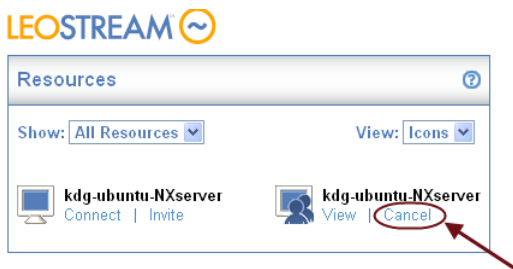 LEOSTREAM
Resources
Show: All Resources View: Icons
kdg-ubuntu-NXserver kdg-ubuntu-NXserver
Connect | Invite View | Cancel